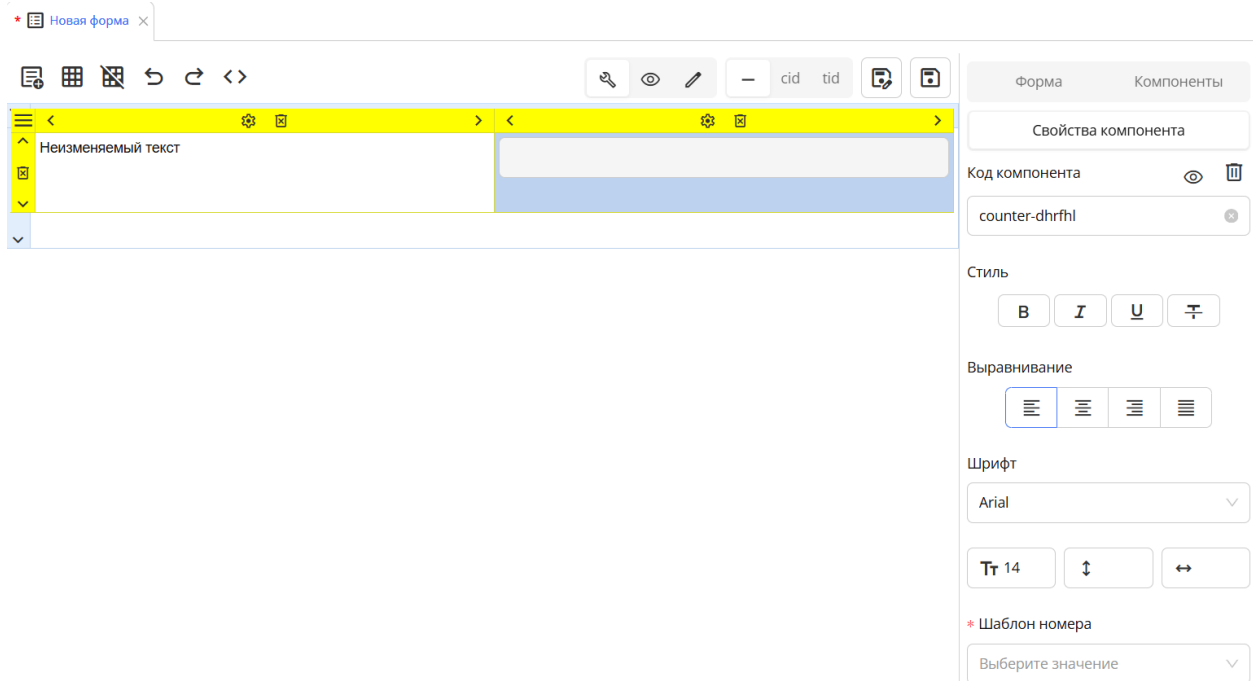 * Новая форма
cid tid
Форма Компоненты
Свойства компонента
Неизменяемый текст
Код компонента
counter-dhrfhl
Стиль
B I U T
Выравнивание
Шрифт
Arial
Tт 14
* Шаблон номера
Выберите значение